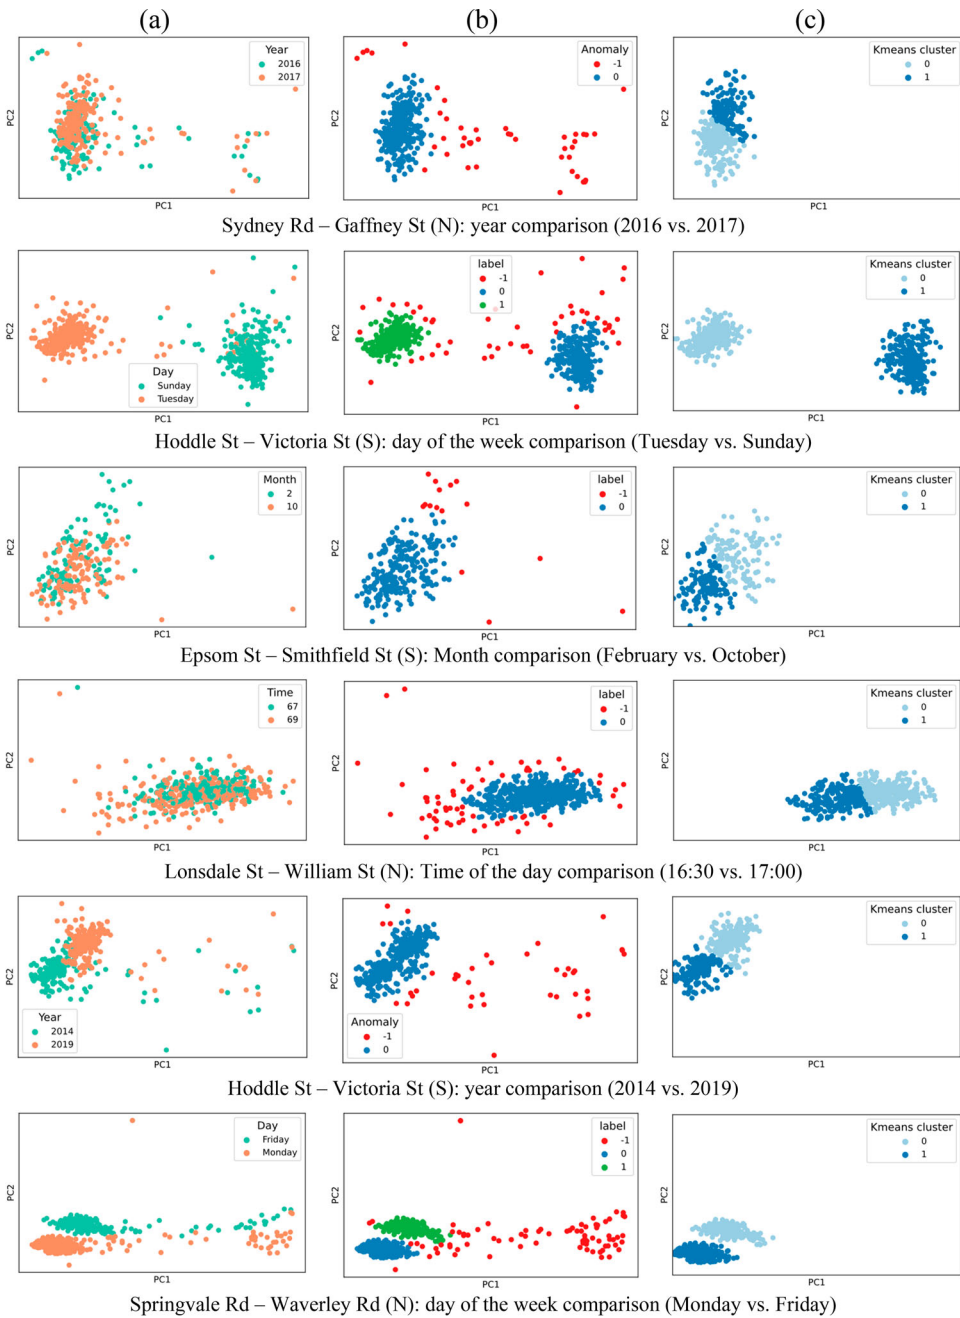 (a) (b) (c)
Year
2016
2017
PC2
PC1
Anomaly
-1
0
PC2
PC1
Kmeans cluster
0
1
PC2
PC1
Sydney Rd – Gaffney St (N): year comparison (2016 vs. 2017)
Day
Sunday
Tuesday
PC2
PC1
label
-1
0
1
PC2
PC1
Kmeans cluster
0
1
PC2
PC1
Hoddle St – Victoria St (S): day of the week comparison (Tuesday vs. Sunday)
Month
2
10
PC2
PC1
label
-1
0
PC2
PC1
Kmeans cluster
0
1
PC2
PC1
Epsom St – Smithfield St (S): Month comparison (February vs. October)
Time
67
69
PC2
PC1
label
-1
0
PC2
PC1
Kmeans cluster
0
1
PC2
PC1
Lonsdale St – William St (N): Time of the day comparison (16:30 vs. 17:00)
Year
2014
2019
PC2
PC1
Anomaly
-1
0
PC2
PC1
Kmeans cluster
0
1
PC2
PC1
Hoddle St – Victoria St (S): year comparison (2014 vs. 2019)
Day
Friday
Monday
PC2
PC1
label
-1
0
1
PC2
PC1
Kmeans cluster
0
1
PC2
PC1
Springvale Rd – Waverley Rd (N): day of the week comparison (Monday vs. Friday)